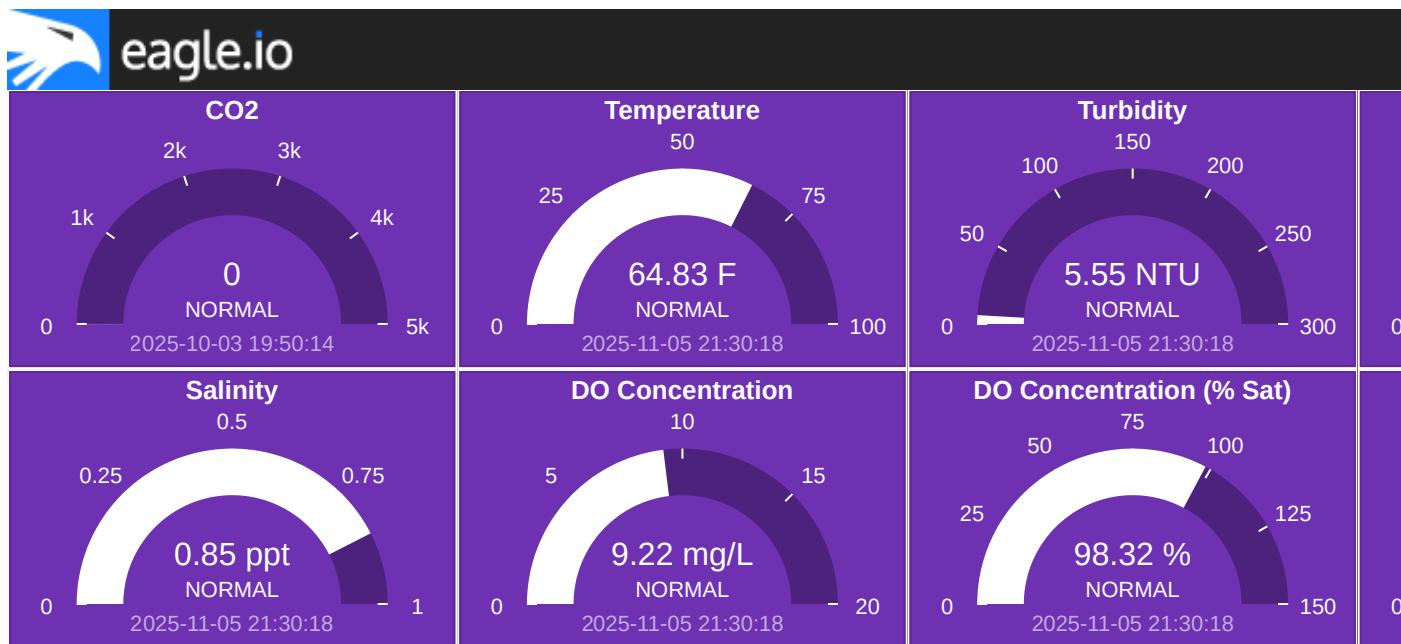 eagle.io
CO2
2k 3k
1k 4k
0
NORMAL
0 5k
2025-10-03 19:50:14
Temperature
50
25 75
64.83 F
NORMAL
0 100
2025-11-05 21:30:18
Turbidity
150
100 200
50 250
5.55 NTU
NORMAL
0 300
2025-11-05 21:30:18
0
Salinity
0.5
0.25 0.75
0.85 ppt
NORMAL
0 1
2025-11-05 21:30:18
DO Concentration
10
5 15
9.22 mg/L
NORMAL
0 20
2025-11-05 21:30:18
DO Concentration (% Sat)
75
50 100
25 125
98.32 %
NORMAL
0 150
2025-11-05 21:30:18
0